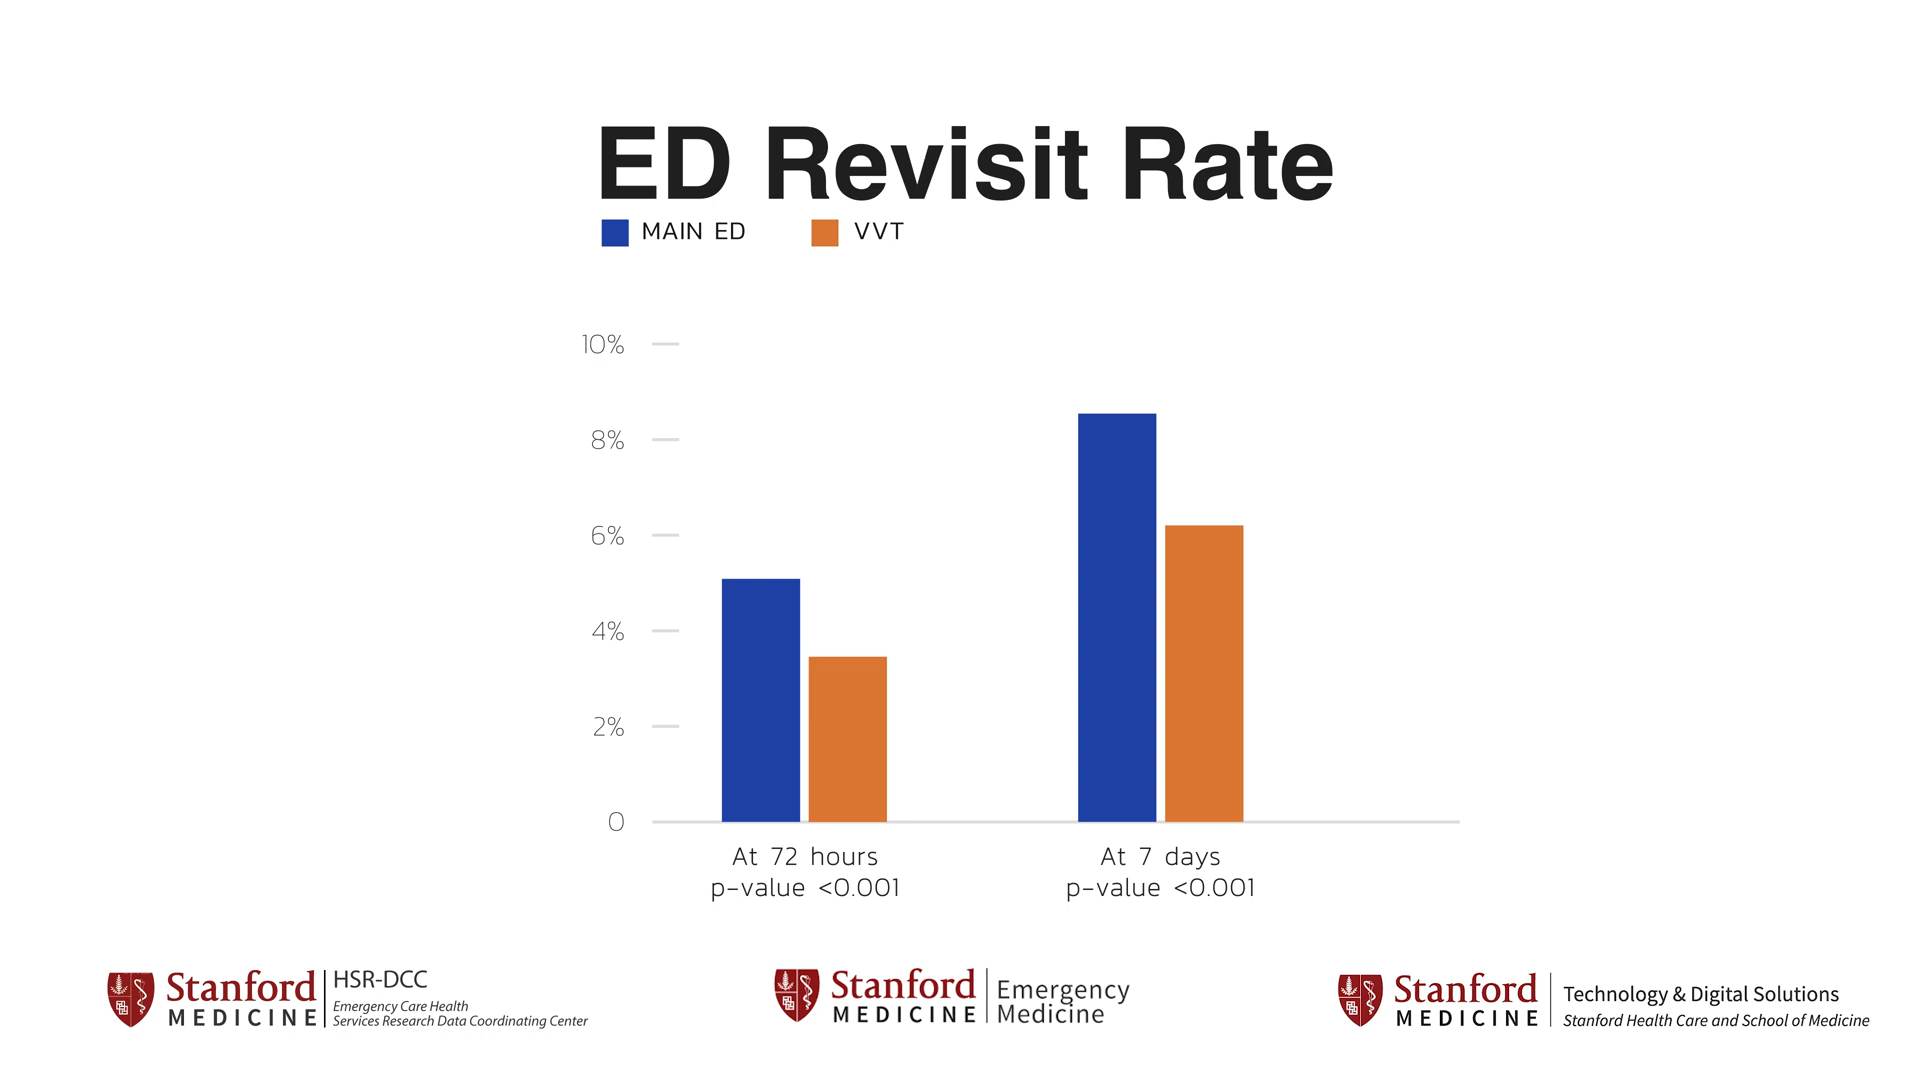 ED Revisit Rate
MAIN ED
VVT
10%
8%
6%
4%
2%
0
At 72 hours
p-value <0.001
At 7 days
p-value <0.001
Stanford
MEDICINE
HSR-DCC
Emergency Care Health
Services Research Data Coordinating Center
Stanford
MEDICINE
Emergency
Medicine
Stanford
MEDICINE
Technology & Digital Solutions
Stanford Health Care and School of Medicine